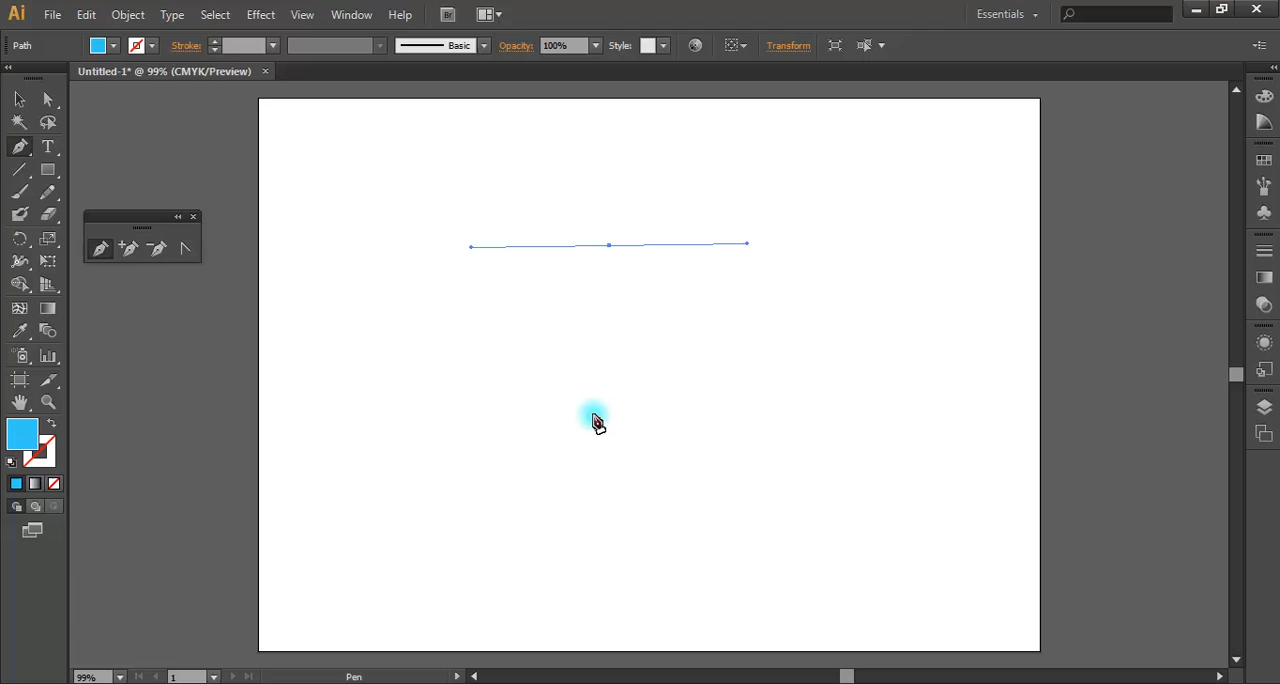 Ai File Edit Object Type Select Effect View Window Help Br Essentials
Path Stroke: Basic Opacity: 100% Style: Transform
Untitled-1* @ 99% (CMYK/Preview) ×
T
99% 1 Pen